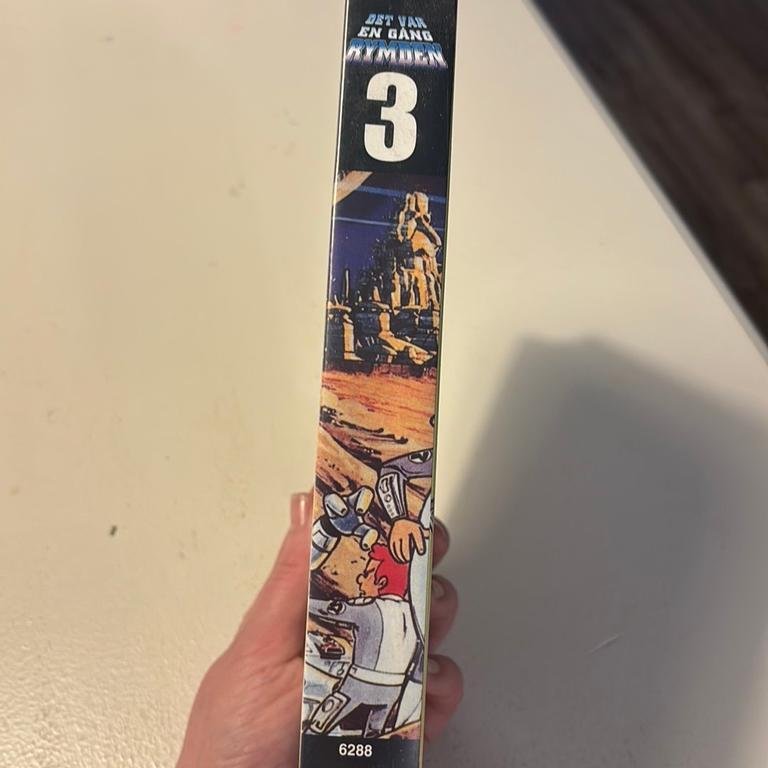 DET VAR
EN GÅNG
RYMDEN
3
6288